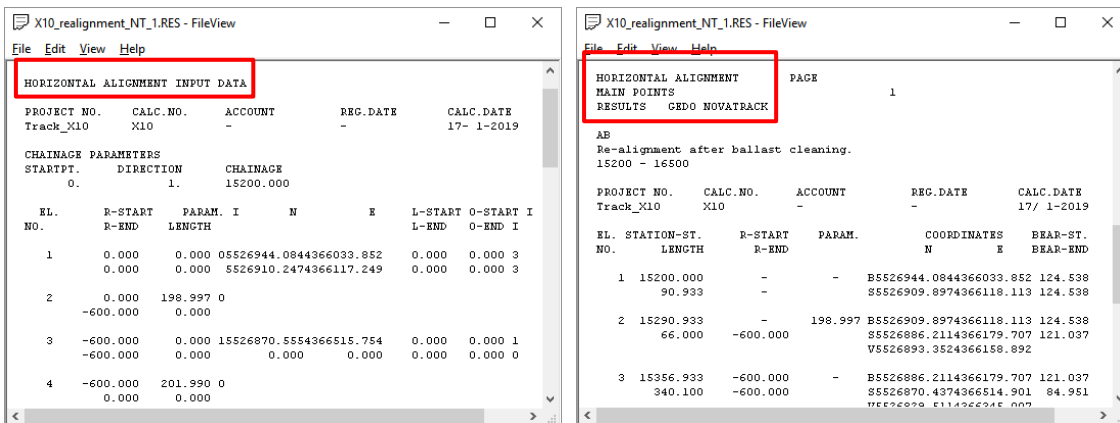 X10_realignment_NT_1.RES - FileView
File Edit View Help
HORIZONTAL ALIGNMENT INPUT DATA
PROJECT NO. CALC.NO. ACCOUNT REG.DATE CALC.DATE
Track_X10 X10 - - 17- 1-2019
CHAINAGE PARAMETERS
STARTPT. DIRECTION CHAINAGE
0. 1. 15200.000
EL. R-START PARAM. I N E L-START O-START I
NO. R-END LENGTH L-END O-END I
1 0.000 0.000 05526944.0844366033.852 0.000 0.000 3
0.000 0.000 5526910.2474366117.249 0.000 0.000 3
2 0.000 198.997 0
-600.000 0.000
3 -600.000 0.000 15526870.5554366515.754 0.000 0.000 1
-600.000 0.000 0.000 0.000 0.000 0.000 0
4 -600.000 201.990 0
0.000 0.000
X10_realignment_NT_1.RES - FileView
File Edit View Help
HORIZONTAL ALIGNMENT PAGE
MAIN POINTS 1
RESULTS GEDO NOVATRACK
AB
Re-alignment after ballast cleaning.
15200 - 16500
PROJECT NO. CALC.NO. ACCOUNT REG.DATE CALC.DATE
Track_X10 X10 - - 17/ 1-2019
EL. STATION-ST. R-START PARAM. COORDINATES BEAR-ST.
NO. LENGTH R-END N E BEAR-END
1 15200.000 - - B5526944.0844366033.852 124.538
90.933 - S5526909.8974366118.113 124.538
2 15290.933 - 198.997 B5526909.8974366118.113 124.538
66.000 -600.000 S5526886.2114366179.707 121.037
V5526893.3524366158.892
3 15356.933 -600.000 - B5526886.2114366179.707 121.037
340.100 -600.000 S5526870.4374366514.901 84.951